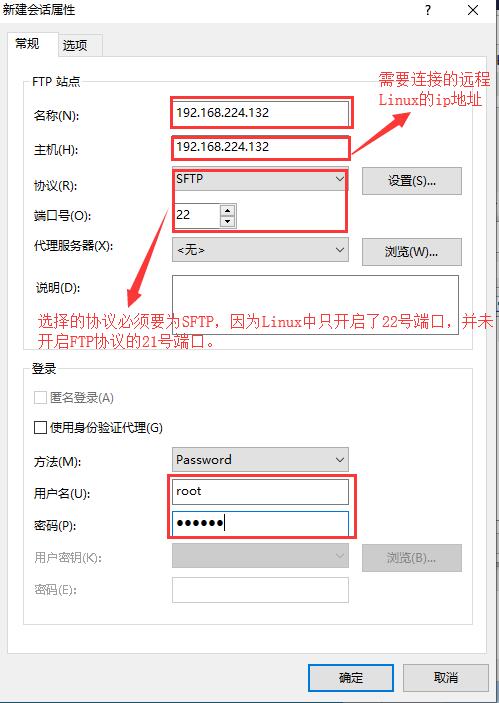 新建会话属性
?
常规
选项
FTP 站点
需要连接的远程
Linux的ip地址
名称(N):
192.168.224.132
主机(H):
192.168.224.132
协议(R):
SFTP
设置(S)...
端口号(O):
22
代理服务器(X):
<无>
浏览(W)...
说明(D):
选择的协议必须要为SFTP，因为Linux中只开启了22号端口，并未
开启FTP协议的21号端口。
登录
匿名登录(A)
使用身份验证代理(G)
方法(M):
Password
用户名(U):
root
密码(P):
●●●●●●
用户密钥(K):
浏览(B)...
密码(E):
确定
取消